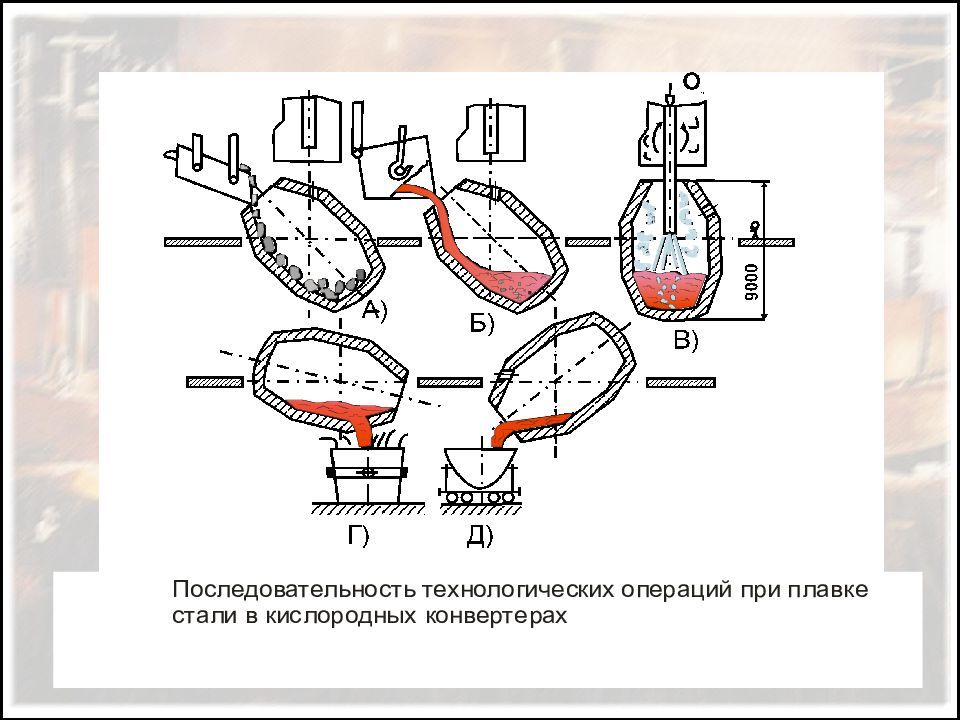 О
9000
А)
Б)
В)
Г)
Д)
Последовательность технологических операций при плавке
стали в кислородных конвертерах